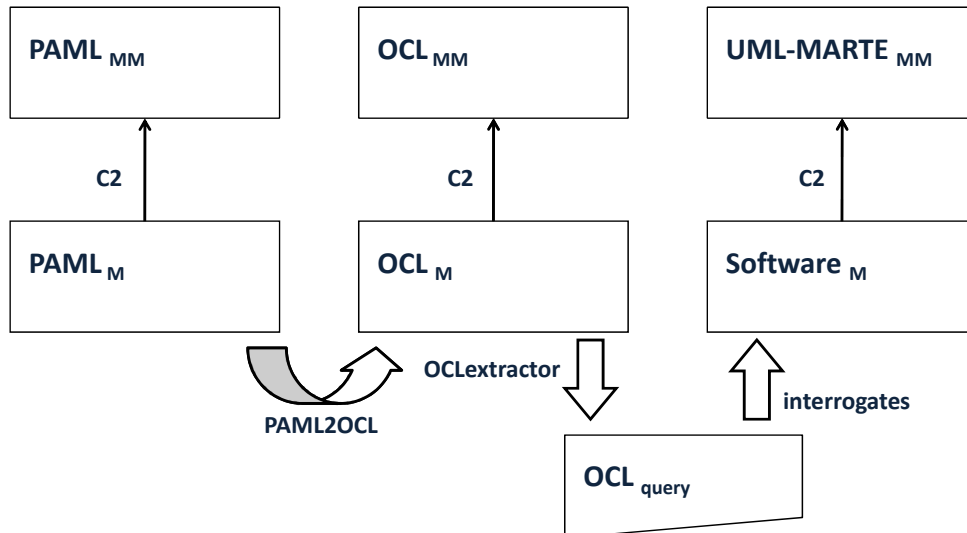 PAML MM
OCL MM
UML-MARTE MM
C2
C2
C2
PAML M
OCL M
Software M
OCLextractor
interrogates
PAML2OCL
OCL query